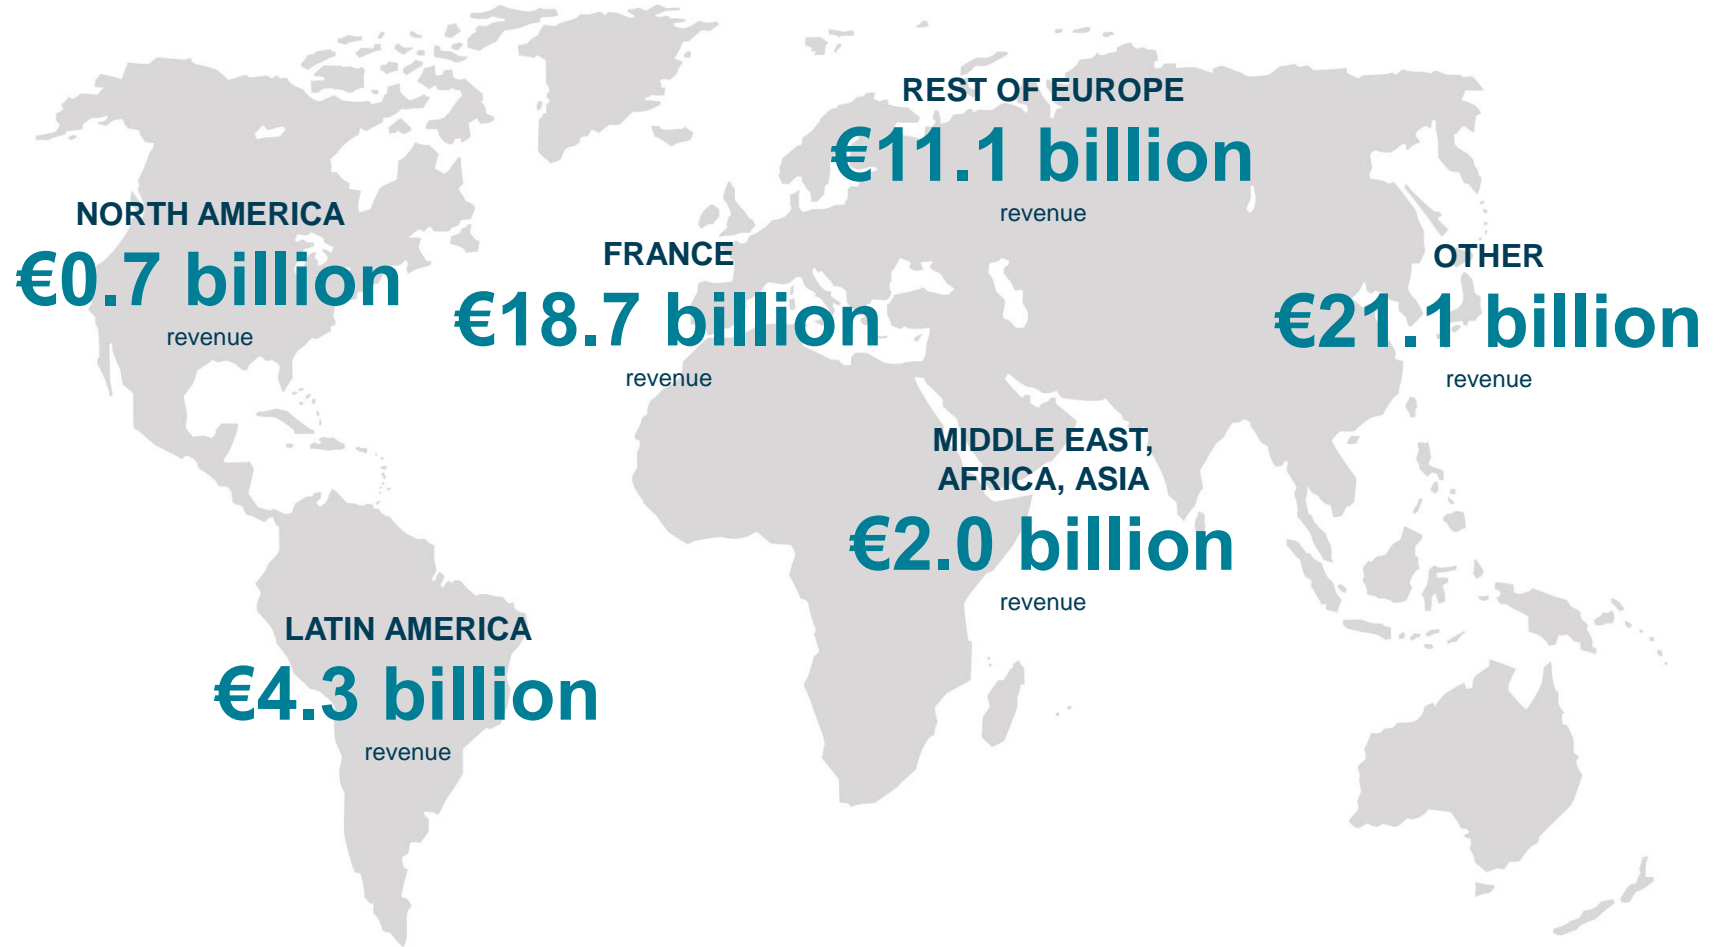 REST OF EUROPE
€11.1 billion
revenue
NORTH AMERICA
€0.7 billion
revenue
FRANCE
€18.7 billion
revenue
OTHER
€21.1 billion
revenue
MIDDLE EAST,
AFRICA, ASIA
€2.0 billion
revenue
LATIN AMERICA
€4.3 billion
revenue